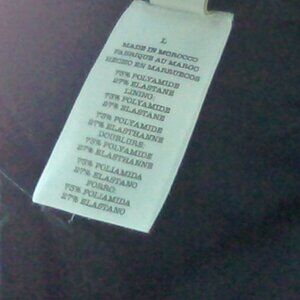 L
MADE IN MOROCCO
FABRIQUE AU MAROC
HECHO EN MARRUECOS
73% POLYAMIDE
27% ELASTANE
LINING:
73% POLYAMIDE
27% ELASTANE
73% POLYAMIDE
27% ELASTHANNE
DOUBLURE:
73% POLYAMIDE
27% ELASTHANNE
73% POLIAMIDA
27% ELASTANO
FORRO:
73% POLIAMIDA
27% ELASTANO